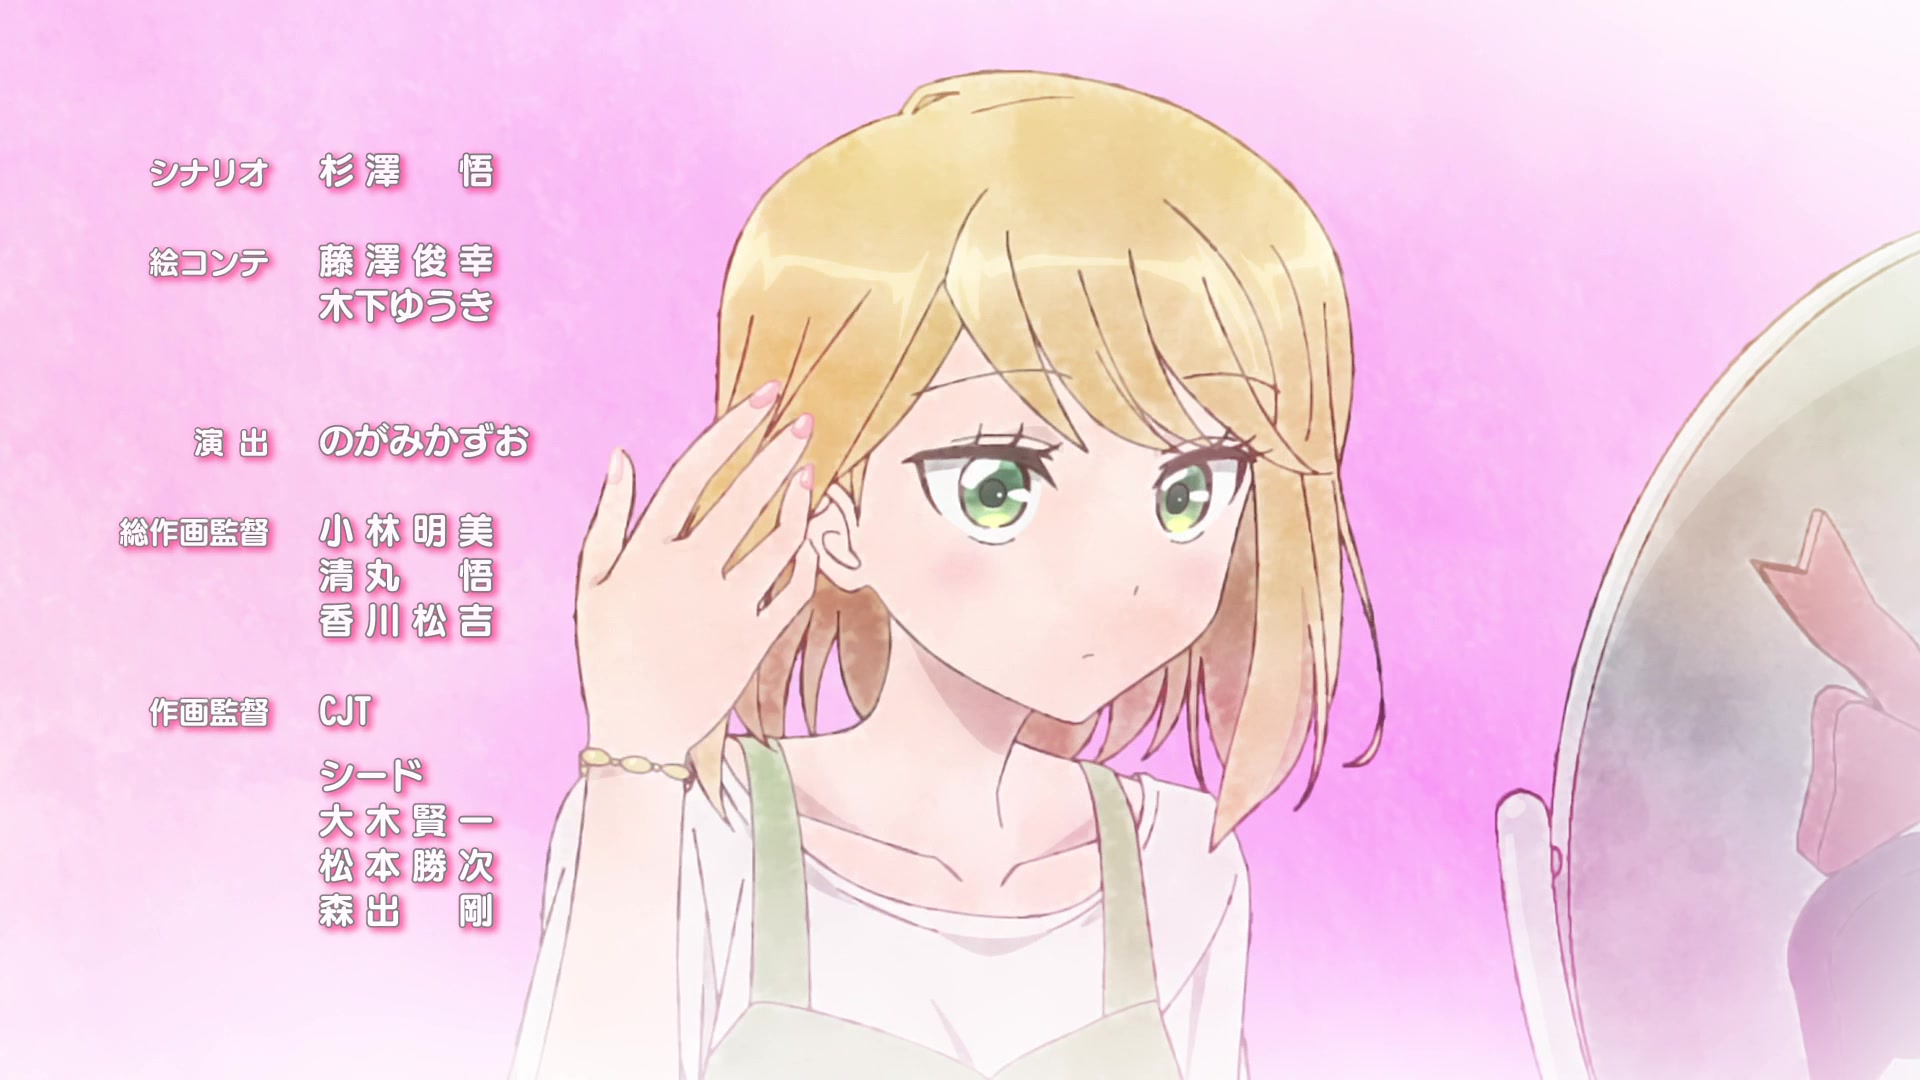 シナリオ 杉澤 悟
絵コンテ 藤澤俊幸
木下ゆうき
演出 のがみかずお
総作画監督 小林明美
清丸 悟
香川松吉
作画監督 CJT
シード
大木賢一
松本勝次
森出 剛